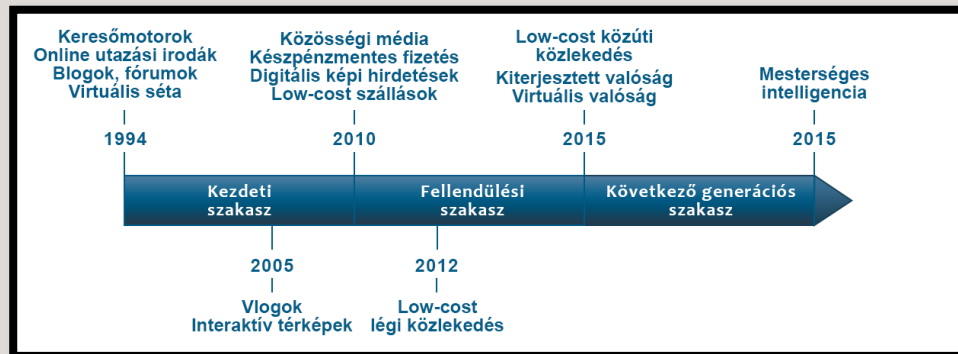 Keresőmotorok
Online utazási irodák
Blogok, fórumok
Virtuális séta
1994
Közösségi média
Készpénzmentes fizetés
Digitális képi hirdetések
Low-cost szállások
2010
Low-cost közúti
közlekedés
Kiterjesztett valóság
Virtuális valóság
2015
Mesterséges
intelligencia
2015
Kezdeti
szakasz
Fellendülési
szakasz
Következő generációs
szakasz
2005
Vlogok
Interaktív térképek
2012
Low-cost
légi közlekedés